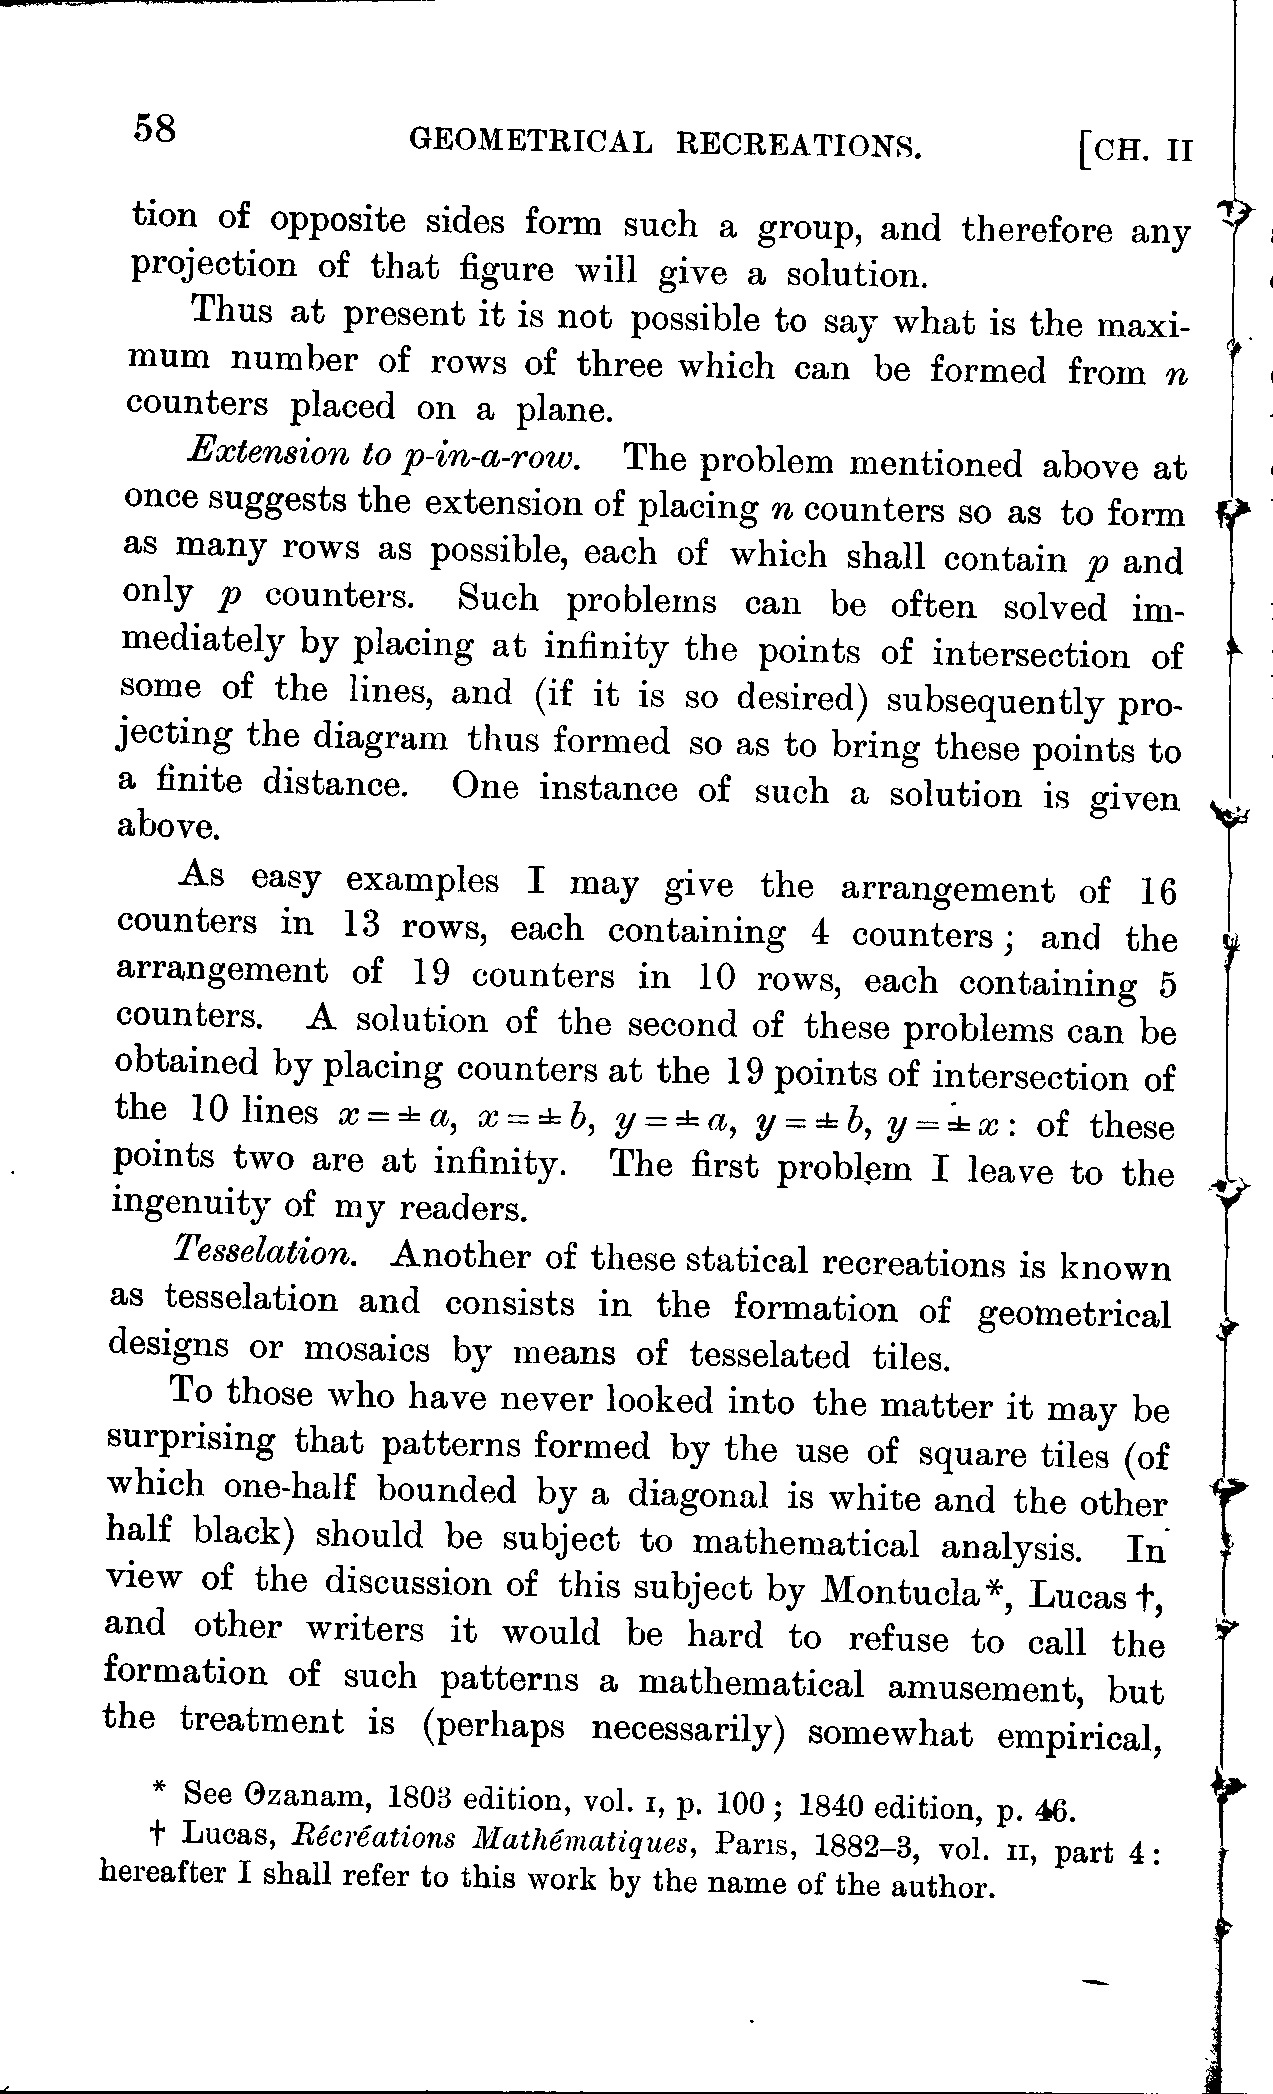 58
GEOMETRICAL RECREATIONS.
[CH. II
tion of opposite sides form such a group, and therefore any
projection of that figure will give a solution.
Thus at present it is not possible to say what is the maxi-
mum number of rows of three which can be formed from n
counters placed on a plane.
Extension to p-in-a-row. The problem mentioned above at
once suggests the extension of placing n counters so as to form
as many rows as possible, each of which shall contain p and
only p counters. Such problems can be often solved im-
mediately by placing at infinity the points of intersection of
some of the lines, and (if it is so desired) subsequently pro-
jecting the diagram thus formed so as to bring these points to
a finite distance. One instance of such a solution is given
above.
As easy examples I may give the arrangement of 16
counters in 13 rows, each containing 4 counters; and the
arrangement of 19 counters in 10 rows, each containing 5
counters. A solution of the second of these problems can be
obtained by placing counters at the 19 points of intersection of
the 10 lines x = ± a, x = ± b, y = ± a, y = ± b, y = ± x: of these
points two are at infinity. The first problem I leave to the
ingenuity of my readers.
Tesselation. Another of these statical recreations is known
as tesselation and consists in the formation of geometrical
designs or mosaics by means of tesselated tiles.
To those who have never looked into the matter it may be
surprising that patterns formed by the use of square tiles (of
which one-half bounded by a diagonal is white and the other
half black) should be subject to mathematical analysis. In
view of the discussion of this subject by Montucla*, Lucas†,
and other writers it would be hard to refuse to call the
formation of such patterns a mathematical amusement, but
the treatment is (perhaps necessarily) somewhat empirical,
* See Ozanam, 1803 edition, vol. I, p. 100; 1840 edition, p. 46.
† Lucas, Récréations Mathématiques, Paris, 1882–3, vol. II, part 4:
hereafter I shall refer to this work by the name of the author.